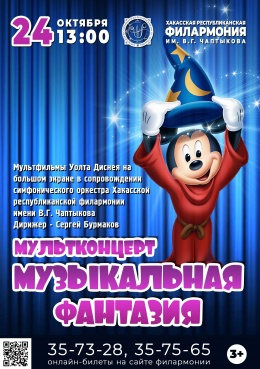 24 ОКТЯБРЯ
13:00
ХАКАССКАЯ РЕСПУБЛИКАНСКАЯ
ФИЛАРМОНИЯ
ИМ. В.Г. ЧАПТЫКОВА
Мультфильмы Уолта Диснея на
большом экране в сопровождении
симфонического оркестра Хакасской
республиканской филармонии
имени В.Г. Чаптыкова
Дирижер - Сергей Бурмаков
МУЛЬТКОНЦЕРТ
МУЗЫКАЛЬНАЯ
ФАНТАЗИЯ
35-73-28, 35-75-65
онлайн-билеты на сайте филармонии
3+